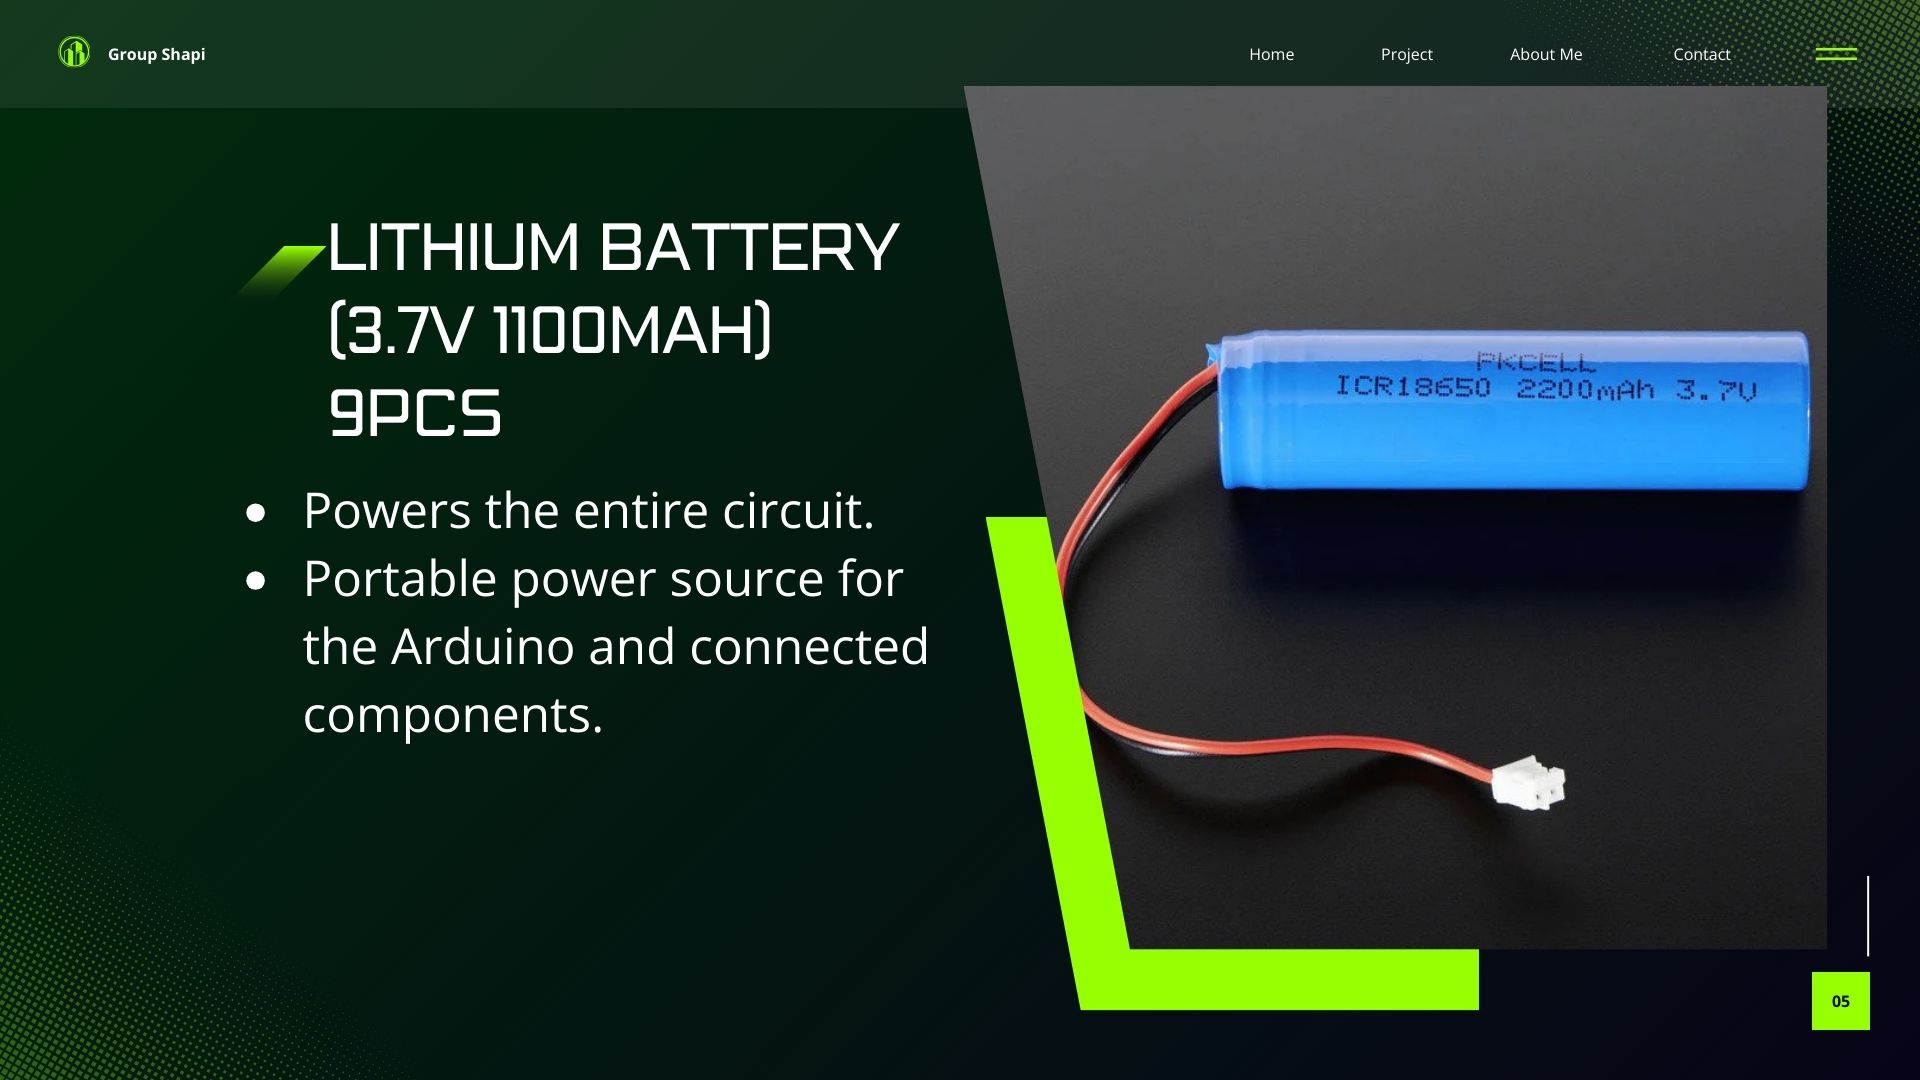 Group Shapi
Home
Project
About Me
Contact
LITHIUM BATTERY
(3.7V 1100MAH)
9PCS
● Powers the entire circuit.
● Portable power source for
the Arduino and connected
components.
PKCELL
ICR18650 2200mAh 3.7V
05